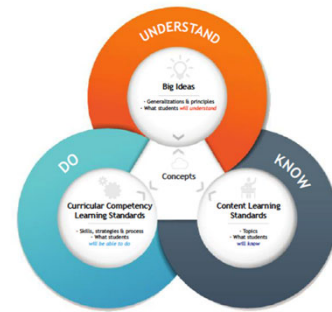 UNDERSTAND
Big Ideas
- Generalizations & principles
- What students will understand
DO
KNOW
Concepts
Curricular Competency
Learning Standards
- Skills, strategies & process
- What students
will be able to do
Content Learning
Standards
- Topics
- What students
will know